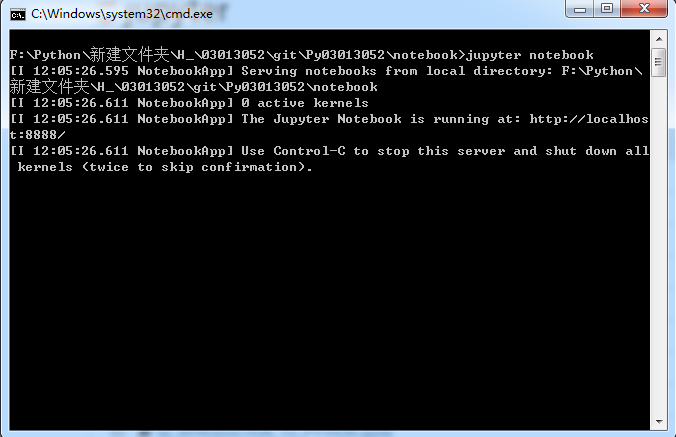 C:\Windows\system32\cmd.exe
F:\Python\新建文件夹\H_\03013052\git\Py03013052\notebook>jupyter notebook
[I 12:05:26.595 NotebookApp] Serving notebooks from local directory: F:\Python\
新建文件夹\H_\03013052\git\Py03013052\notebook
[I 12:05:26.611 NotebookApp] 0 active kernels
[I 12:05:26.611 NotebookApp] The Jupyter Notebook is running at: http://localhos
t:8888/
[I 12:05:26.611 NotebookApp] Use Control-C to stop this server and shut down all
 kernels (twice to skip confirmation).